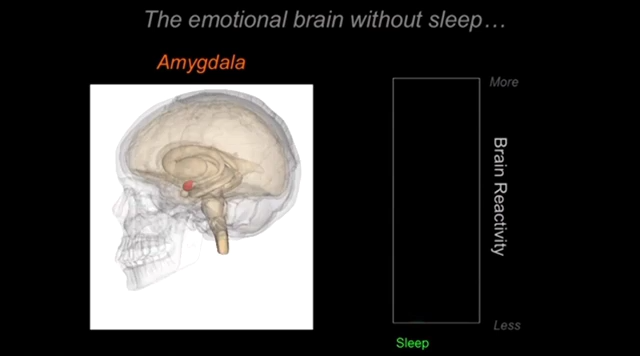 The emotional brain without sleep…
Amygdala
More
Brain Reactivity
Less
Sleep